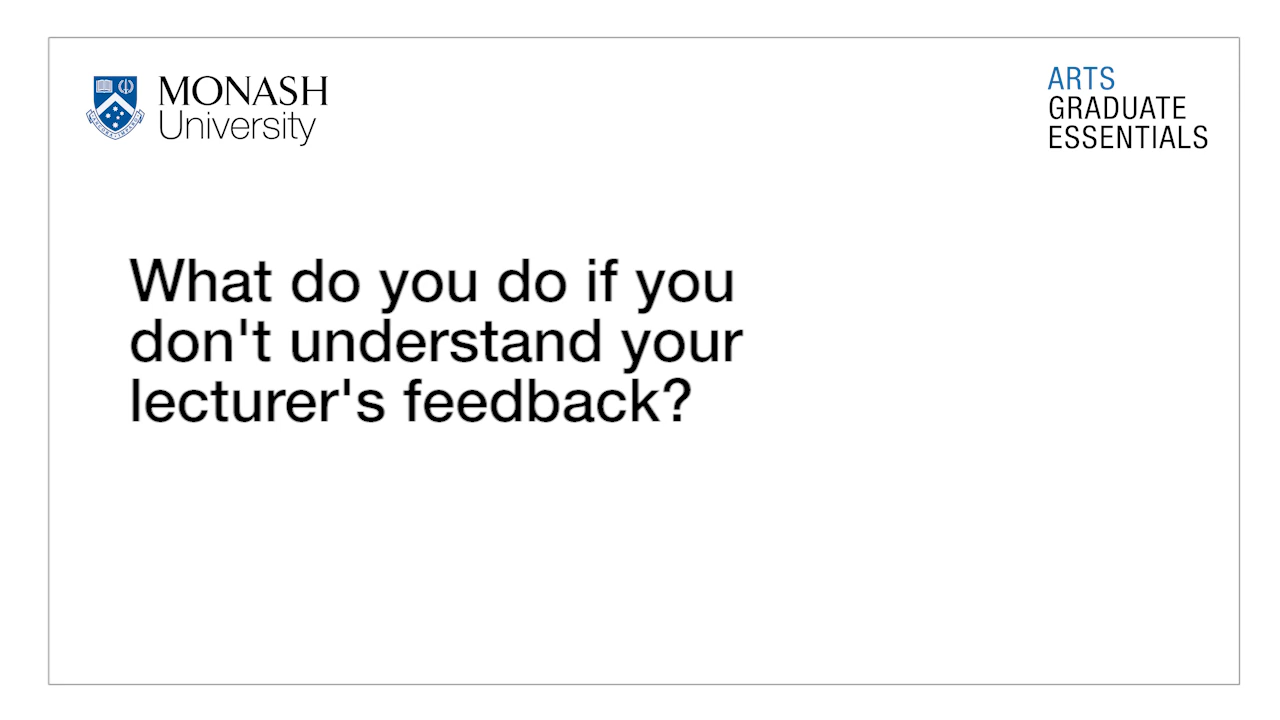 MONASH
University
ARTS
GRADUATE
ESSENTIALS
What do you do if you
don't understand your
lecturer's feedback?